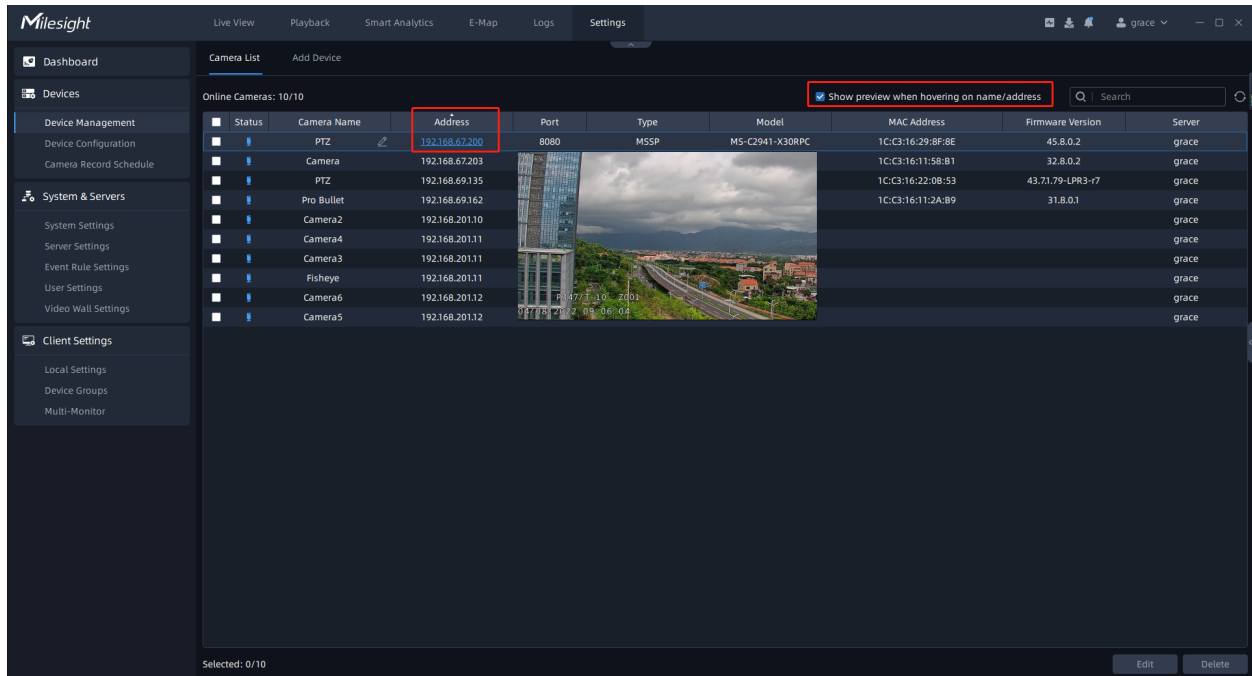 Milesight Live View Playback Smart Analytics E-Map Logs Settings grace
Dashboard
Devices
Device Management
Device Configuration
Camera Record Schedule
System & Servers
System Settings
Server Settings
Event Rule Settings
User Settings
Video Wall Settings
Client Settings
Local Settings
Device Groups
Multi-Monitor
Camera List Add Device
Online Cameras: 10/10 Show preview when hovering on name/address Search
Status Camera Name Address Port Type Model MAC Address Firmware Version Server
PTZ 192.168.67.200 8080 MSSP MS-C2941-X30RPC 1C:C3:16:29:8F:8E 45.8.0.2 grace
Camera 192.168.67.203 1C:C3:16:11:58:B1 32.8.0.2 grace
PTZ 192.168.69.135 1C:C3:16:22:0B:53 43.7.1.79-LPR3-r7 grace
Pro Bullet 192.168.69.162 1C:C3:16:11:2A:B9 31.8.0.1 grace
Camera2 192.168.201.10 grace
Camera4 192.168.201.11 grace
Camera3 192.168.201.11 grace
Fisheye 192.168.201.11 grace
Camera6 192.168.201.12 grace
Camera5 192.168.201.12 grace
P347/T 10 Z001
04/08/2022 09:06:04
Selected: 0/10 Edit Delete